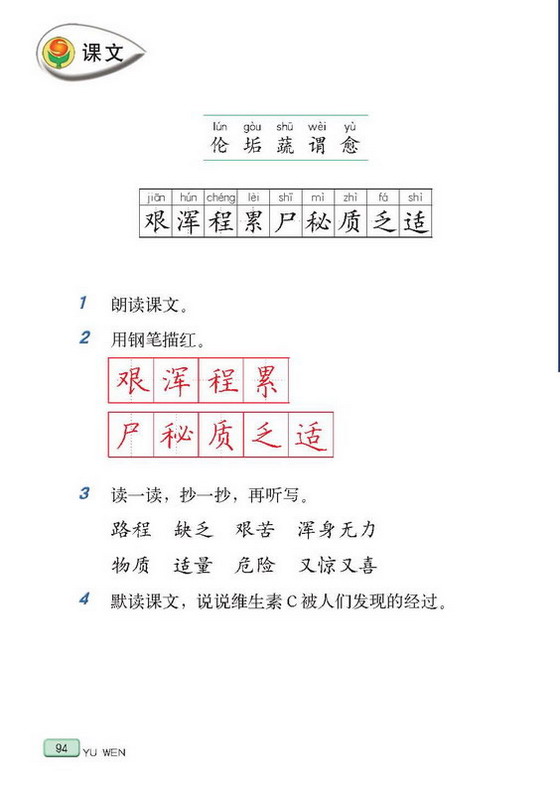 课文
lún gòu shū wèi yù
伦 垢 蔬 谓 愈
jiān hún chéng lèi shī mì zhì fá shì
艰 浑 程 累 尸 秘 质 乏 适
1 朗读课文。
2 用钢笔描红。
艰 浑 程 累
尸 秘 质 乏 适
3 读一读，抄一抄，再听写。
路程 缺乏 艰苦 浑身无力
物质 适量 危险 又惊又喜
4 默读课文，说说维生素C被人们发现的经过。
94 YU WEN